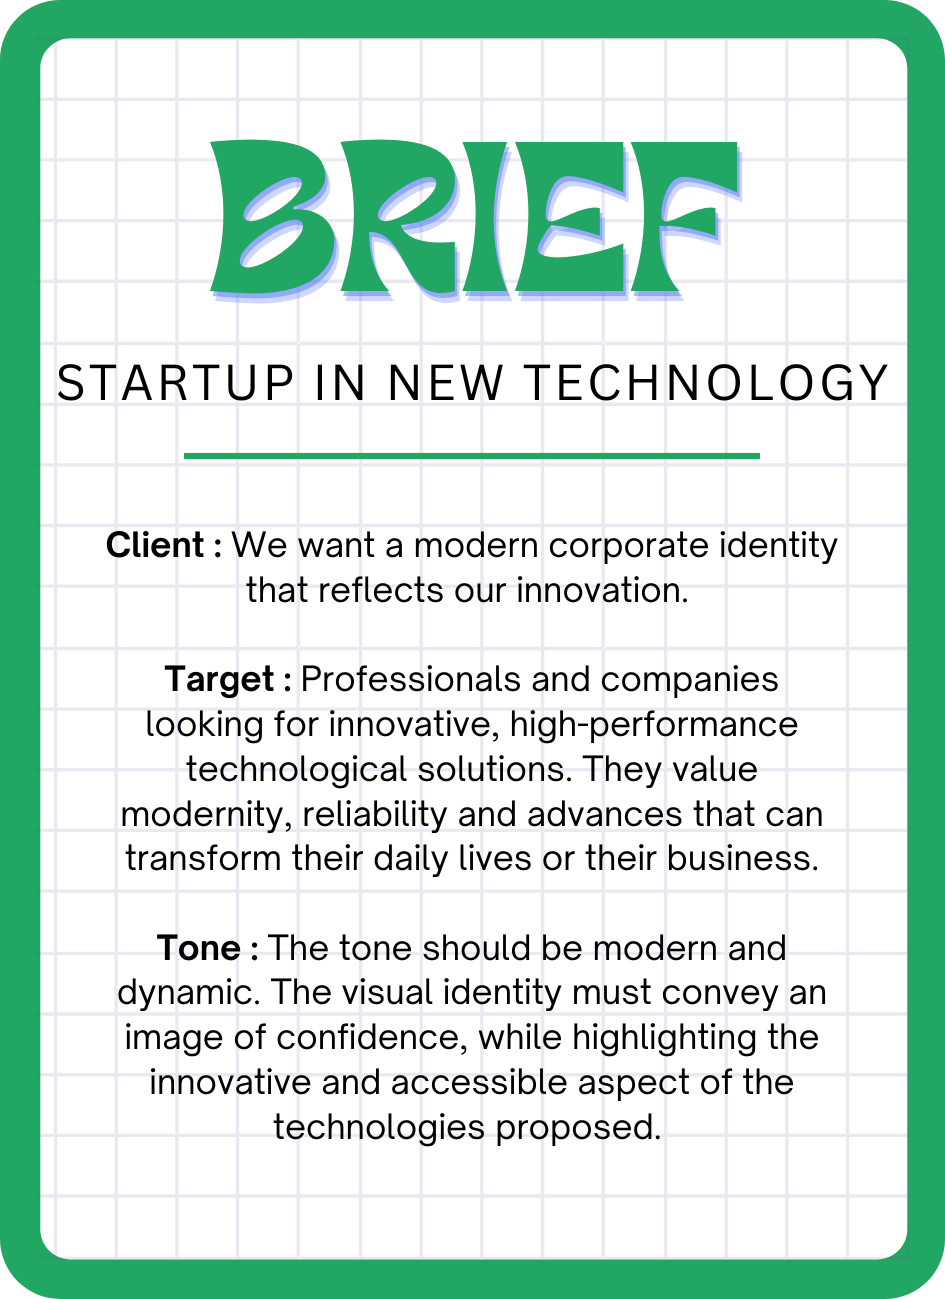 BRIEF
STARTUP IN NEW TECHNOLOGY
Client : We want a modern corporate identity
that reflects our innovation.
Target : Professionals and companies
looking for innovative, high-performance
technological solutions. They value
modernity, reliability and advances that can
transform their daily lives or their business.
Tone : The tone should be modern and
dynamic. The visual identity must convey an
image of confidence, while highlighting the
innovative and accessible aspect of the
technologies proposed.